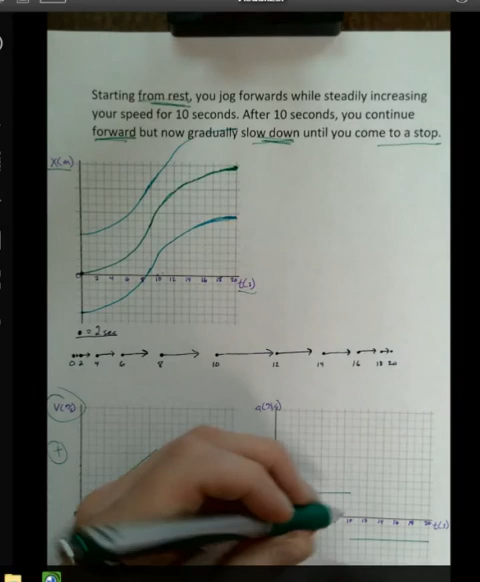 Starting from rest, you jog forwards while steadily increasing
your speed for 10 seconds. After 10 seconds, you continue
forward but now gradually slow down until you come to a stop.
X(m)
2 4 6 8 10 12 14 16 18 20 t(s)
• = 2 sec
0 2 4 6 8 10 12 14 16 18 20
V(m/s) a(m/s²)
+
10 12 14 16 18 20 t(s)